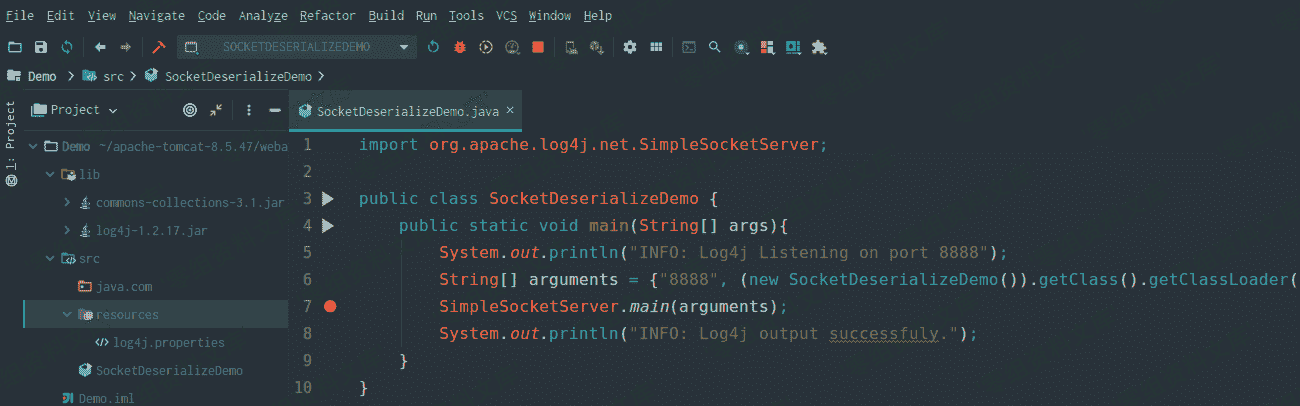 File Edit View Navigate Code Analyze Refactor Build Run Tools VCS Window Help
SOCKETDESERIALIZEDEMO
Demo src SocketDeserializeDemo
1: Project
Project
Demo ~/apache-tomcat-8.5.47/weba
lib
commons-collections-3.1.jar
log4j-1.2.17.jar
src
java.com
resources
log4j.properties
SocketDeserializeDemo
Demo.iml
SocketDeserializeDemo.java
1 import org.apache.log4j.net.SimpleSocketServer;
2
3 public class SocketDeserializeDemo {
4 public static void main(String[] args){
5 System.out.println("INFO: Log4j Listening on port 8888");
6 String[] arguments = {"8888", (new SocketDeserializeDemo()).getClass().getClassLoader(
7 SimpleSocketServer.main(arguments);
8 System.out.println("INFO: Log4j output successfuly.");
9 }
10 }